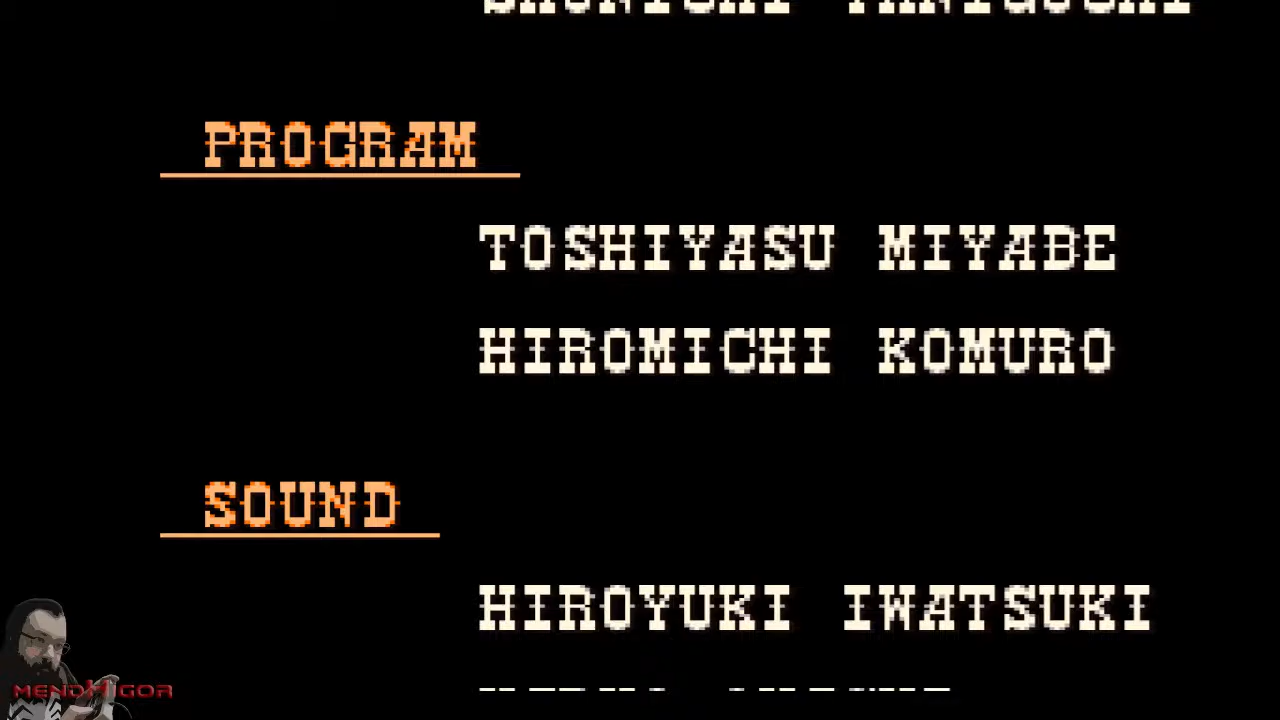 PROGRAM
TOSHIYASU MIYABE
HIROMICHI KOMURO
SOUND
HIROYUKI IWATSUKI